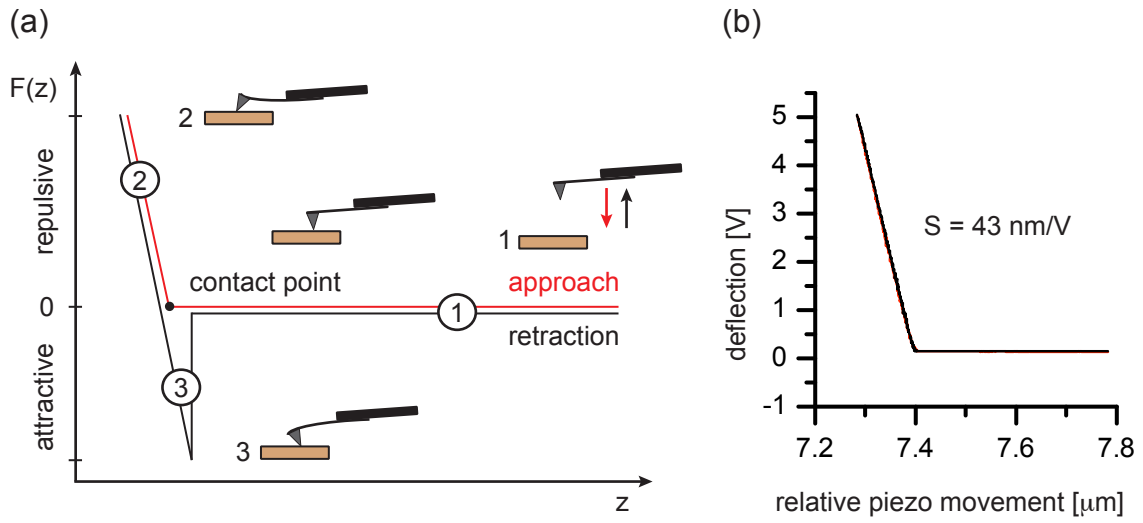 (a)
F(z)
repulsive
0
attractive
2
2
1
contact point
approach
1
retraction
3
3
z
(b)
deflection [V]
5
4
3
2
1
0
-1
S = 43 nm/V
7.2 7.4 7.6 7.8
relative piezo movement [μm]